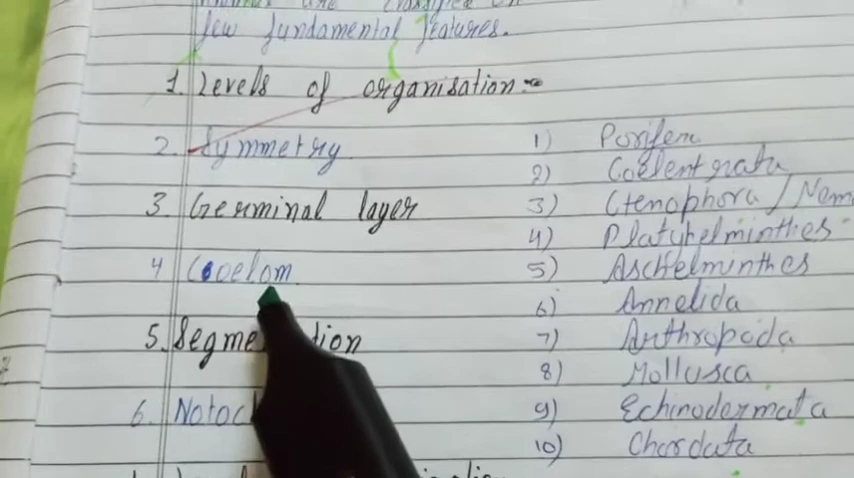 few fundamental features.
1. Levels of organisation:-
2. Symmetry
3. Germinal layer
4 Coelom
5. Segme tion
6. Notoc
1) Porifera
2) Coelentrata
3) Ctenophora / Nem
4) Platyhelminthes
5) Aschelminthes
6) Annelida
7) Arthropoda
8) Mollusca
9) Echinodermata
10) Chordata